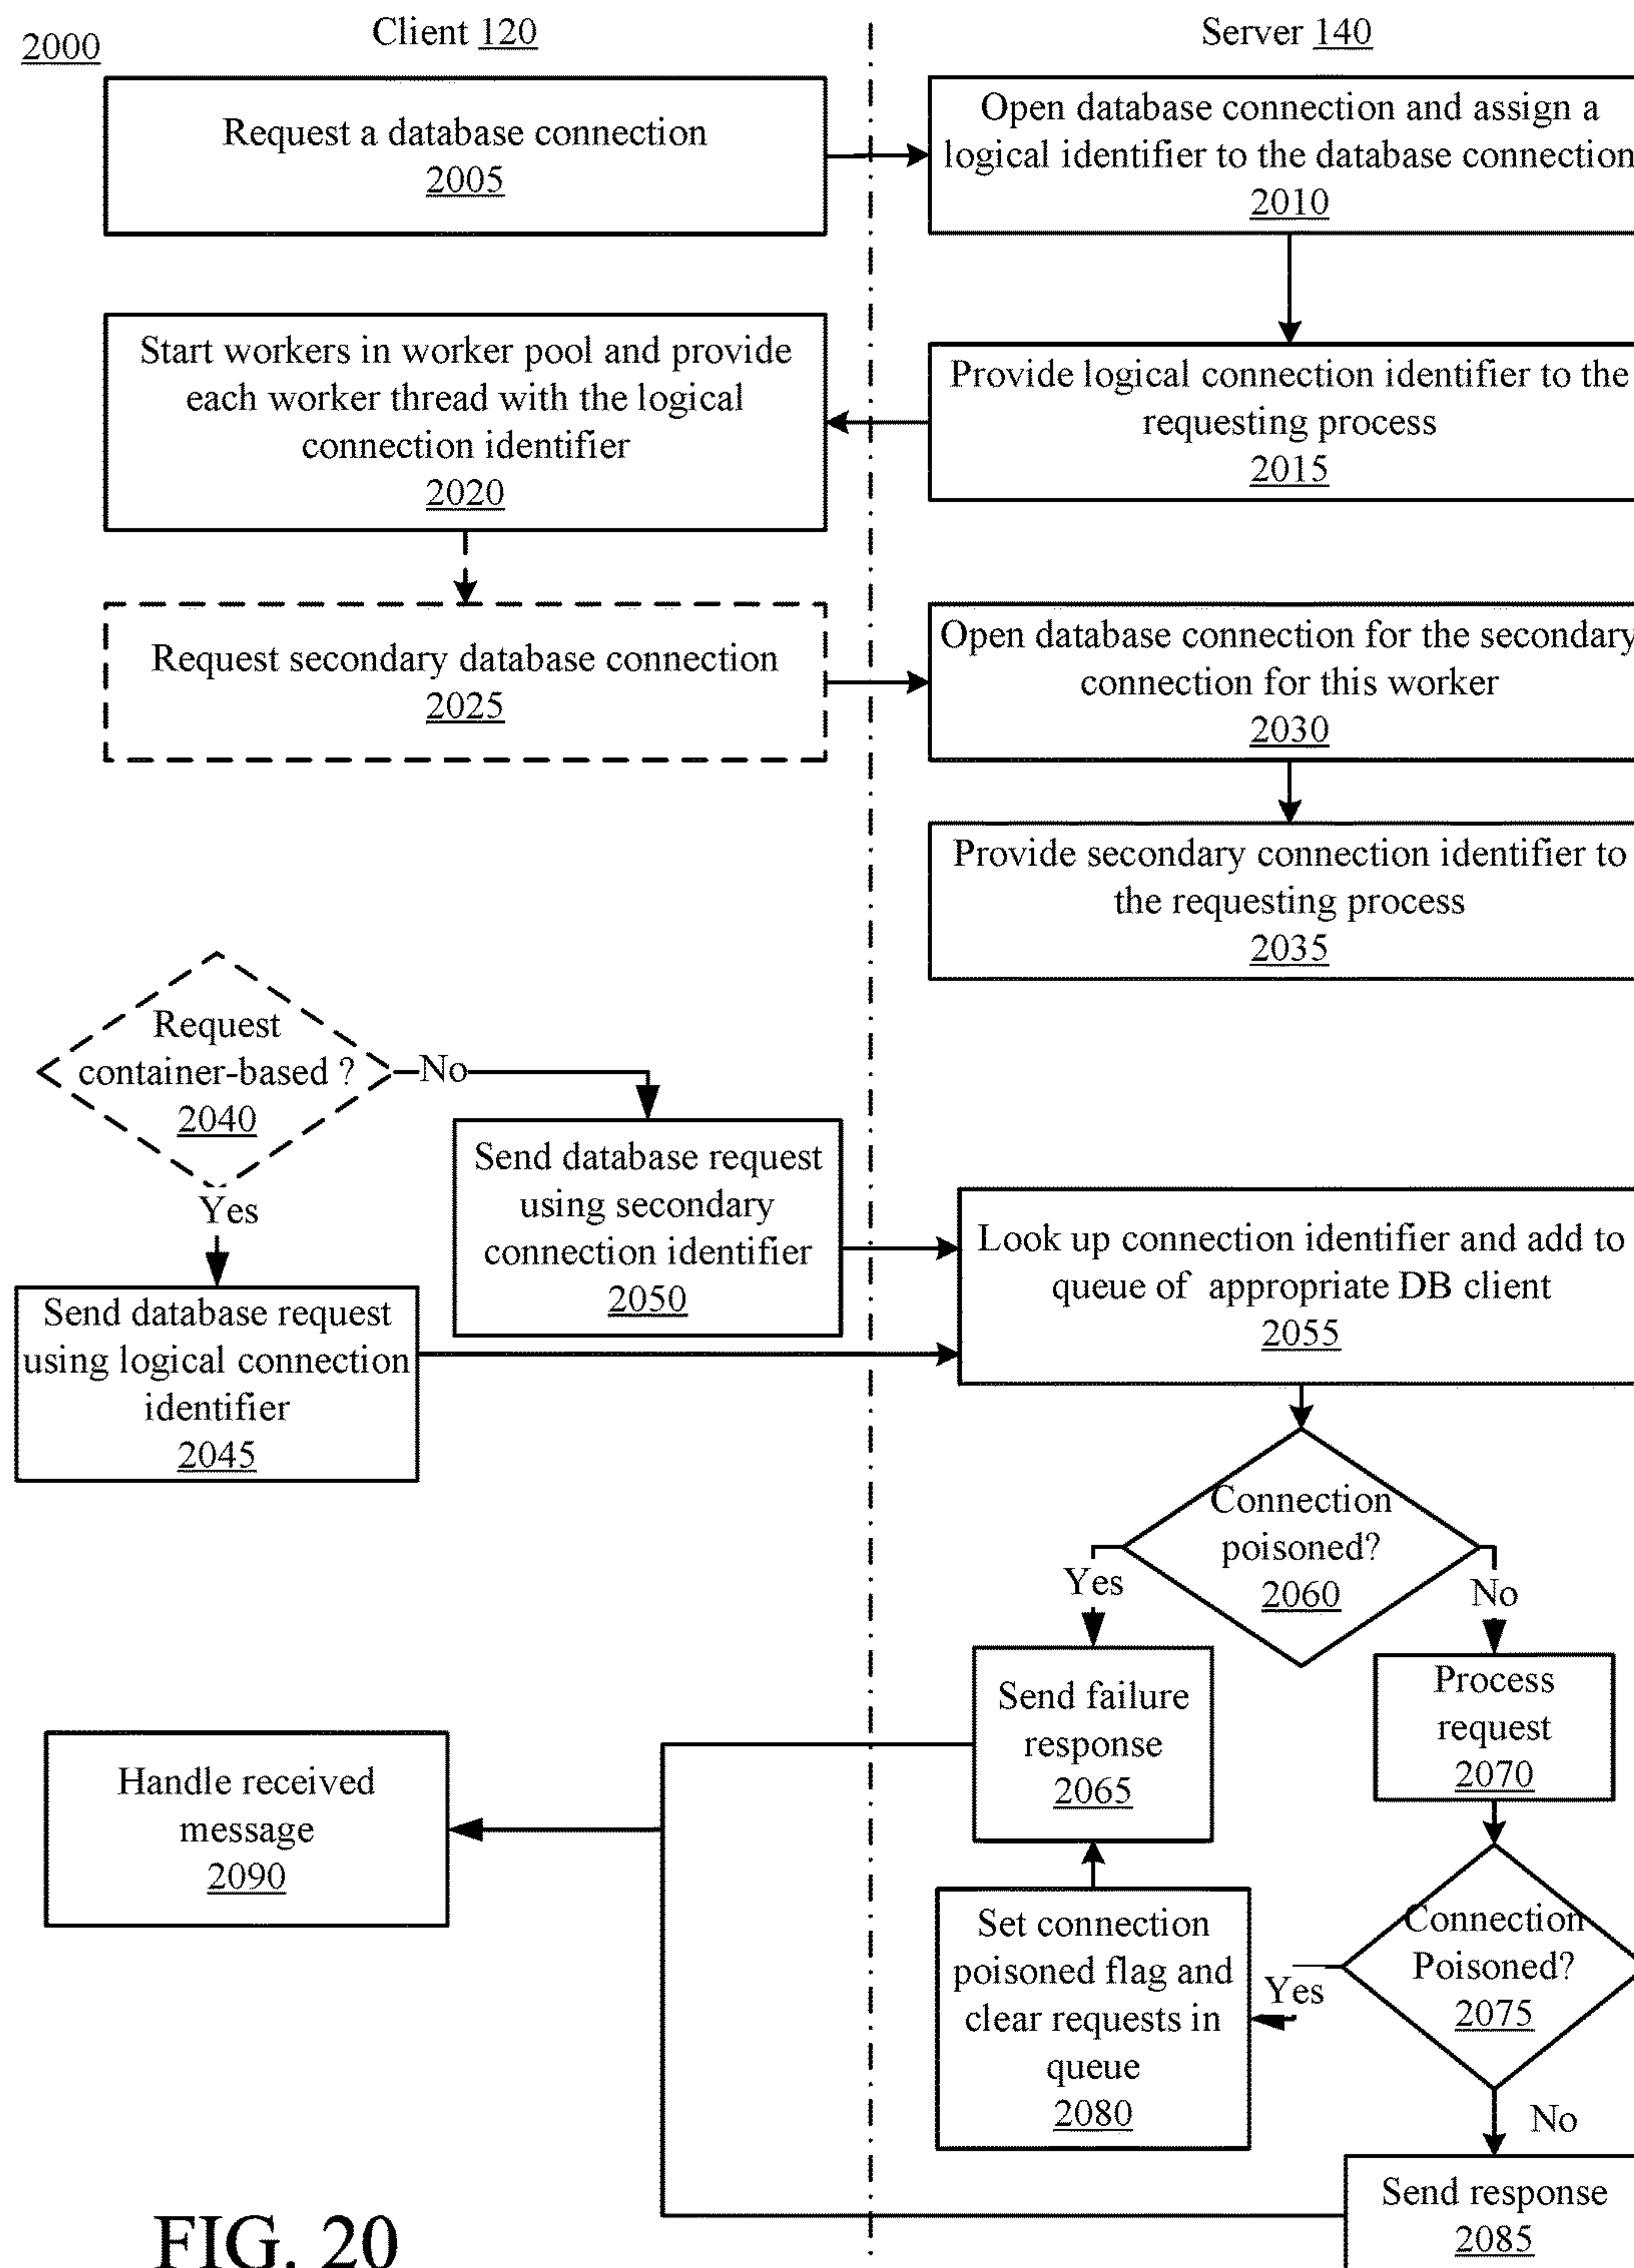 2000
Client 120
Server 140
Request a database connection
2005
Open database connection and assign a
logical identifier to the database connection
2010
Start workers in worker pool and provide
each worker thread with the logical
connection identifier
2020
Provide logical connection identifier to the
requesting process
2015
Request secondary database connection
2025
Open database connection for the secondary
connection for this worker
2030
Provide secondary connection identifier to
the requesting process
2035
Request
container-based ?
2040
No
Yes
Send database request
using secondary
connection identifier
2050
Send database request
using logical connection
identifier
2045
Look up connection identifier and add to
queue of appropriate DB client
2055
Connection
poisoned?
2060
Yes
No
Send failure
response
2065
Process
request
2070
Handle received
message
2090
Set connection
poisoned flag and
clear requests in
queue
2080
Connection
Poisoned?
2075
Yes
No
Send response
2085
FIG. 20